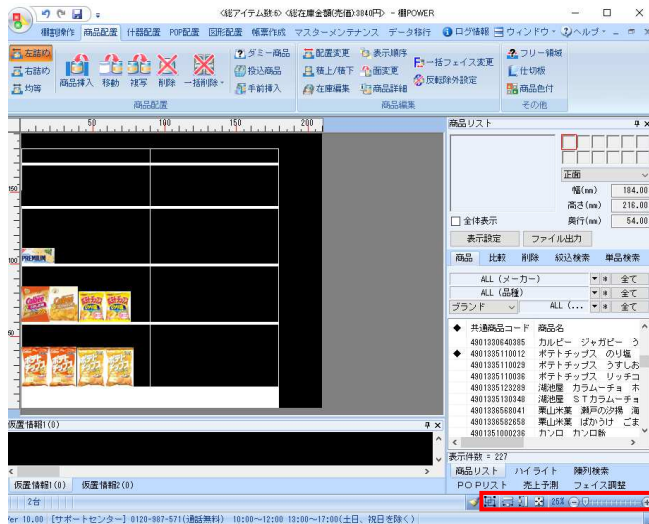 <総アイテム数:6> <総在庫金額(売価):3840円> - 棚POWER
棚割操作 商品配置 什器配置 POP配置 図形配置 帳票作成 マスターメンテナンス データ移行 ログ情報 ウィンドウ ヘルプ
左詰め
右詰め
均等
商品挿入 移動 複写 削除 一括削除
ダミー商品
投込商品
手前挿入
商品配置
配置変更 表示順序
積上/積下 面変更
在庫編集 商品詳細
一括フェイス変更
反転除外設定
商品編集
フリー領域
仕切板
商品色付
その他
50 100 150 200
150
100
50
PREMIUM
Calbee
商品リスト
正面
幅(mm) 184.00
高さ(mm) 216.00
奥行(mm) 54.00
全体表示
表示設定 ファイル出力
商品 比較 削除 絞込検索 単品検索
ALL (メーカー) * 全て
ALL (品種) * 全て
ブランド ALL (... * 全て
◆ 共通商品コード 商品名
4901330640385 カルビー ジャガビー う
◆ 4901335110012 ポテトチップス のり塩
4901335110029 ポテトチップス うすしお
4901335110036 ポテトチップス リッチコ
4901335123289 湖池屋 カラムーチョ ホ
4901335130348 湖池屋 STカラムーチョ
4901336568041 栗山米菓 瀬戸の汐揚 海
4901336582658 栗山米菓 ばかうけ ごま
4901351000236 カンロ カンロ飴
表示件数 = 227
商品リスト ハイライト 陳列検索
POPリスト 売上予測 フェイス調整
仮置情報1(0)
仮置情報1(0) 仮置情報2(0)
2台
25%
Ver 10.00 [サポートセンター] 0120-987-571(通話無料) 10:00~12:00 13:00~17:00(土日、祝日を除く)